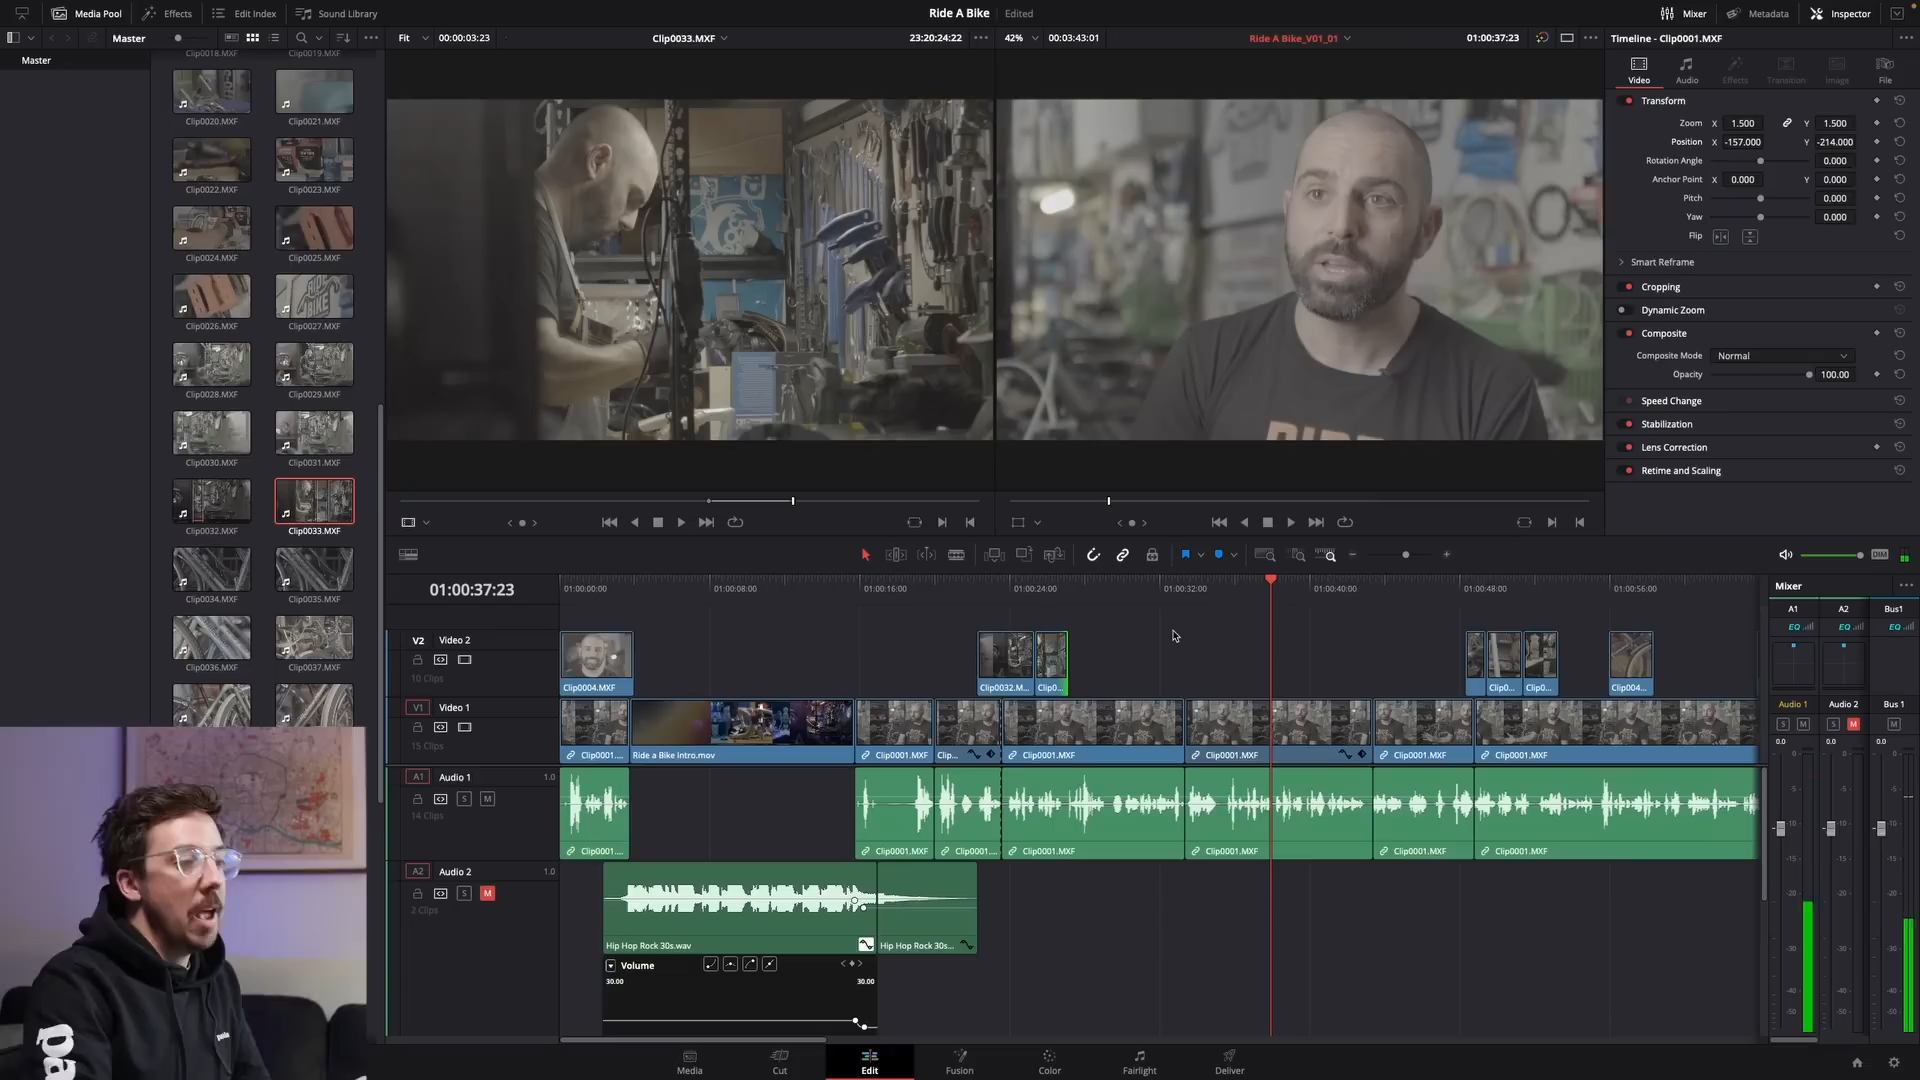 Media Pool
Effects
Edit Index
Sound Library
Ride A Bike
Edited
Mixer
Metadata
Inspector
Master
Fit
00:00:03:23
Clip0033.MXF
23:20:24:22
42%
00:03:43:01
Ride A Bike_V01_01
01:00:37:23
Timeline - Clip0001.MXF
Master
Clip0018.MXF
Clip0019.MXF
Clip0020.MXF
Clip0021.MXF
Clip0022.MXF
Clip0023.MXF
Clip0024.MXF
Clip0025.MXF
Clip0026.MXF
Clip0027.MXF
Clip0028.MXF
Clip0029.MXF
Clip0030.MXF
Clip0031.MXF
Clip0032.MXF
Clip0033.MXF
Clip0034.MXF
Clip0035.MXF
Clip0036.MXF
Clip0037.MXF
Video
Audio
Effects
Transition
Image
File
Transform
Zoom X 1.500 Y 1.500
Position X -157.000 Y -214.000
Rotation Angle 0.000
Anchor Point X 0.000 Y 0.000
Pitch 0.000
Yaw 0.000
Flip
Smart Reframe
Cropping
Dynamic Zoom
Composite
Composite Mode Normal
Opacity 100.00
Speed Change
Stabilization
Lens Correction
Retime and Scaling
DIM
01:00:37:23
01:00:00:00
01:00:08:00
01:00:16:00
01:00:24:00
01:00:32:00
01:00:40:00
01:00:48:00
01:00:56:00
V2 Video 2
10 Clips
Clip0004.MXF
Clip0032.M...
Clip0...
Clip0...
Clip0...
Clip004...
V1 Video 1
15 Clips
Clip0001....
Ride a Bike Intro.mov
Clip0001.MXF
Clip...
Clip0001.MXF
Clip0001.MXF
Clip0001.MXF
Clip0001.MXF
A1 Audio 1 1.0
S M
14 Clips
Clip0001....
Clip0001.MXF
Clip0001....
Clip0001.MXF
Clip0001.MXF
Clip0001.MXF
Clip0001.MXF
A2 Audio 2 1.0
S M
2 Clips
Hip Hop Rock 30s.wav
Hip Hop Rock 30s...
Volume
30.00
30.00
Mixer
A1 A2 Bus1
EQ EQ EQ
Audio 1 Audio 2 Bus 1
S M S M M
0.0 0.0 0.0
Media
Cut
Edit
Fusion
Color
Fairlight
Deliver